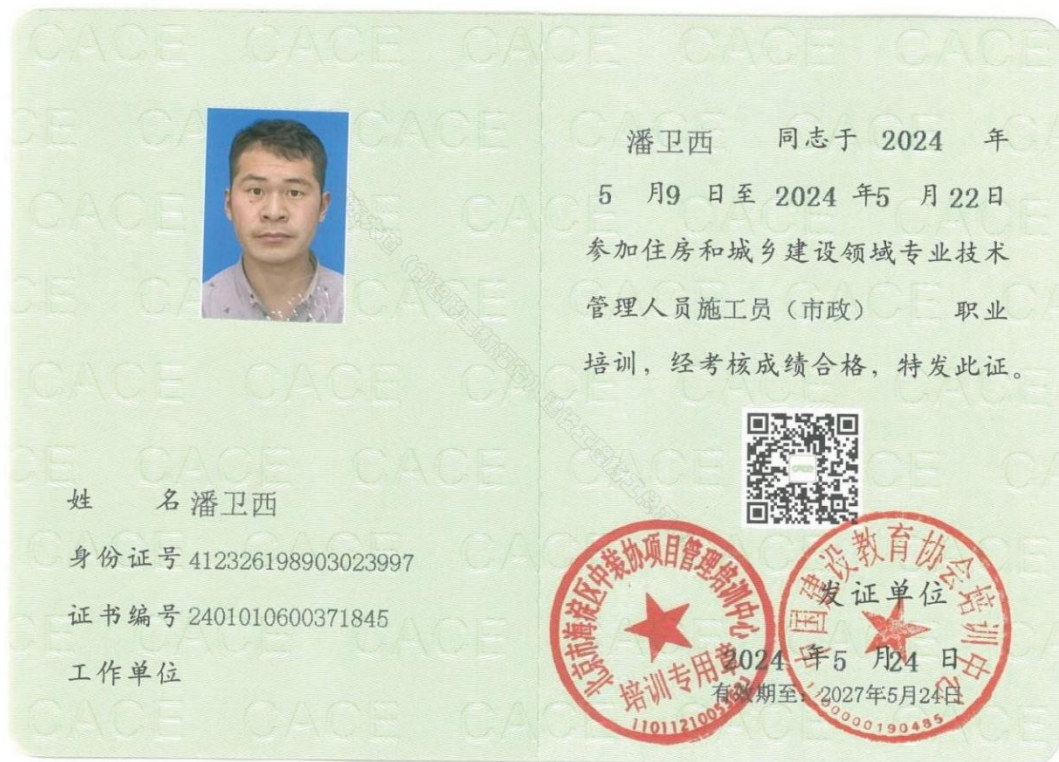 姓 名 潘卫西
身份证号 412326198903023997
证书编号 2401010600371845
工作单位
潘卫西 同志于 2024 年
5 月9 日至 2024 年5 月22日
参加住房和城乡建设领域专业技术
管理人员施工员（市政） 职业
培训，经考核成绩合格，特发此证。
北京市海淀区中装协项目管理培训中心
培训专用章
中国建设教育协会培训中心
发证单位
2024 年5 月24 日
有效期至：2027年5月24日
1100000190485
CACE